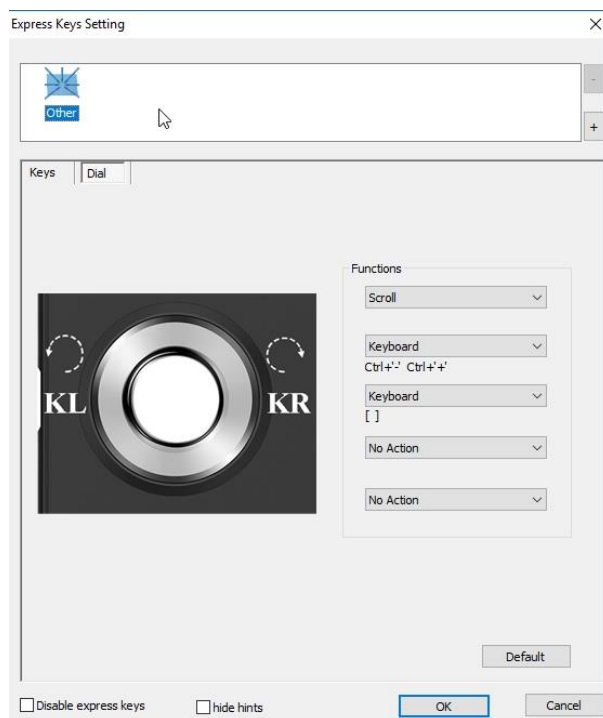 Express Keys Setting
Other
-
+
Keys Dial
Functions
Scroll
Keyboard
Ctrl+'-' Ctrl+'+'
KL KR
Keyboard
[ ]
No Action
No Action
Default
Disable express keys hide hints OK Cancel